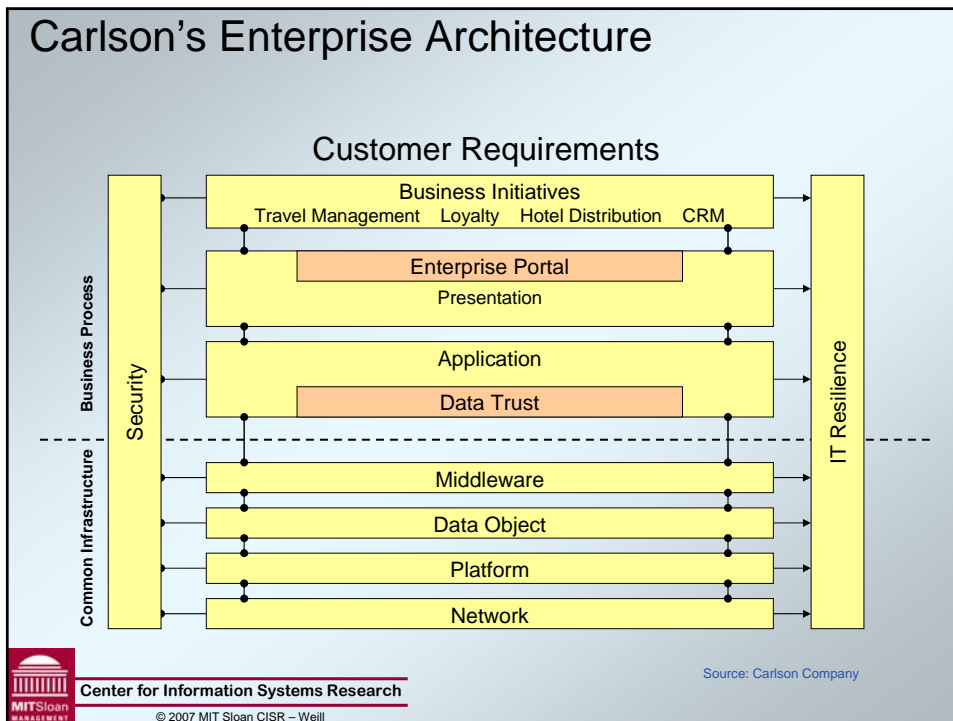 Carlson's Enterprise Architecture
Customer Requirements
Business Initiatives
Travel Management Loyalty Hotel Distribution CRM
Enterprise Portal
Presentation
Application
Data Trust
Middleware
Data Object
Platform
Network
Security
IT Resilience
Business Process
Common Infrastructure
Source: Carlson Company
MITSloan
MANAGEMENT
Center for Information Systems Research
© 2007 MIT Sloan CISR – Weill